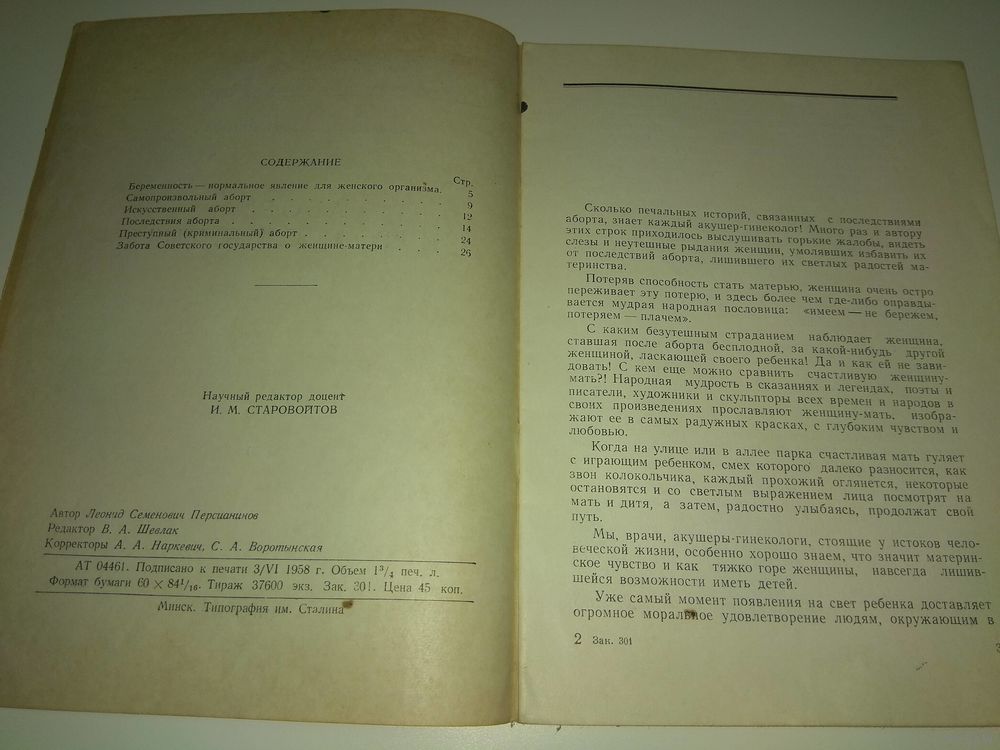 СОДЕРЖАНИЕ
Стр.
Беременность — нормальное явление для женского организма. 5
Самопроизвольный аборт . . . . . . . . . . . 9
Искусственный аборт . . . . . . . . . . . 12
Последствия аборта . . . . . . . . . . . 14
Преступный (криминальный) аборт . . . . . . . . 24
Забота Советского государства о женщине-матери . . . . 26
Научный редактор доцент
И. М. СТАРОВОЙТОВ
Автор Леонид Семенович Персианинов
Редактор В. А. Шевлак
Корректоры А. А. Наркевич, С. А. Воротынская
АТ 04461. Подписано к печати 3/VI 1958 г. Объем 1³/₄ печ. л.
Формат бумаги 60 × 84¹/₁₆. Тираж 37600 экз. Зак. 301. Цена 45 коп.
Минск. Типография им. Сталина
Сколько печальных историй, связанных с последствиями
аборта, знает каждый акушер-гинеколог! Много раз и автору
этих строк приходилось выслушивать горькие жалобы, видеть
слезы и неутешные рыдания женщин, умолявших избавить их
от последствий аборта, лишившего их светлых радостей ма-
теринства.
Потеряв способность стать матерью, женщина очень остро
переживает эту потерю, и здесь более чем где-либо оправды-
вается мудрая народная пословица: «имеем — не бережем,
потеряем — плачем».
С каким безутешным страданием наблюдает женщина,
ставшая после аборта бесплодной, за какой-нибудь другой
женщиной, ласкающей своего ребенка! Да и как ей не зави-
довать! С кем еще можно сравнить счастливую женщину-
мать?! Народная мудрость в сказаниях и легендах, поэты и
писатели, художники и скульпторы всех времен и народов в
своих произведениях прославляют женщину-мать, изобра-
жают ее в самых радужных красках, с глубоким чувством и
любовью.
Когда на улице или в аллее парка счастливая мать гуляет
с играющим ребенком, смех которого далеко разносится, как
звон колокольчика, каждый прохожий оглянется, некоторые
остановятся и со светлым выражением лица посмотрят на
мать и дитя, а затем, радостно улыбаясь, продолжат свой
путь.
Мы, врачи, акушеры-гинекологи, стоящие у истоков чело-
веческой жизни, особенно хорошо знаем, что значит материн-
ское чувство и как тяжко горе женщины, навсегда лишив-
шейся возможности иметь детей.
Уже самый момент появления на свет ребенка доставляет
огромное моральное удовлетворение людям, окружающим в
2 Зак. 301
3